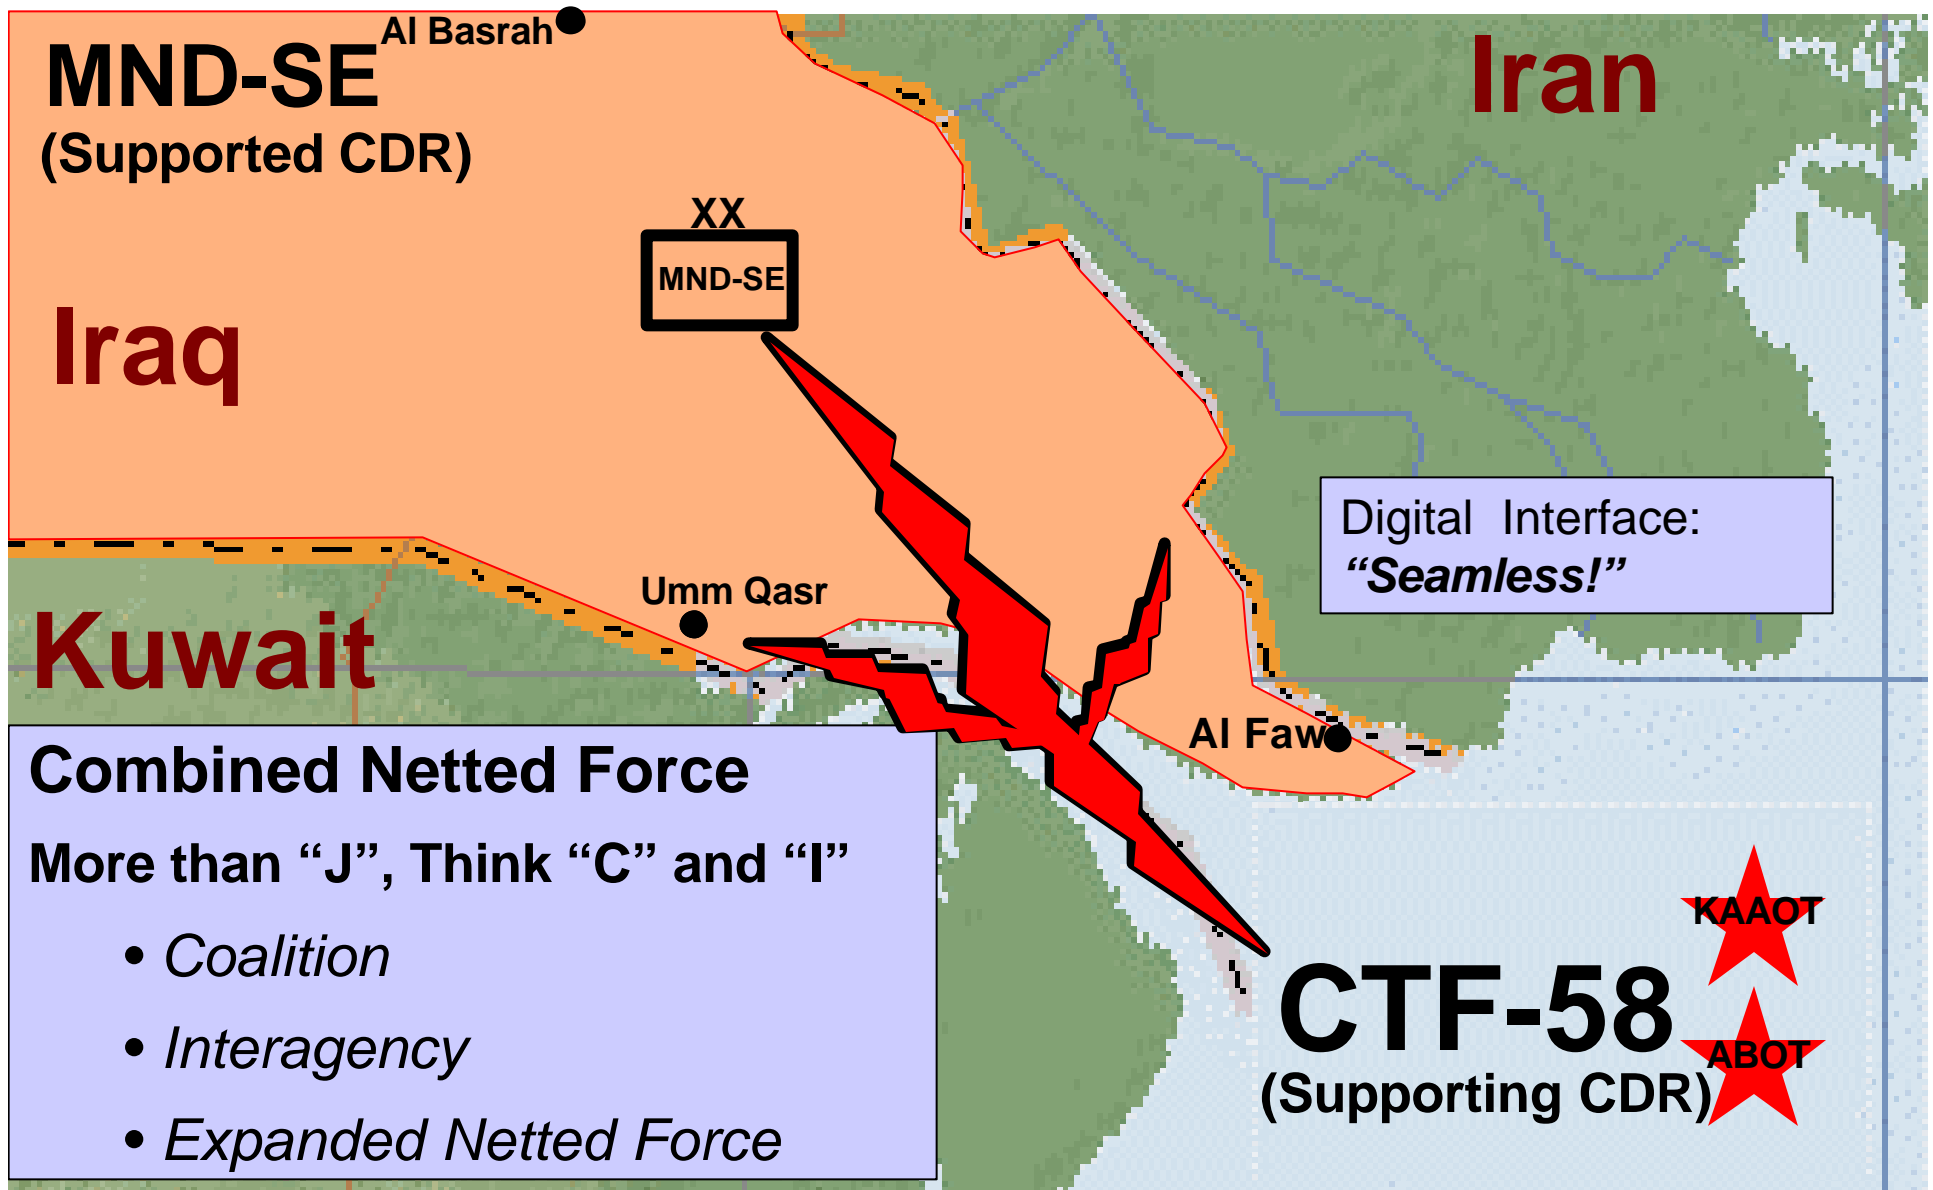 Al Basrah
MND-SE
(Supported CDR)
Iran
XX
MND-SE
Iraq
Digital Interface:
“Seamless!”
Umm Qasr
Kuwait
Al Faw
Combined Netted Force
More than “J”, Think “C” and “I”
• Coalition
• Interagency
• Expanded Netted Force
KAAOT
CTF-58
ABOT
(Supporting CDR)